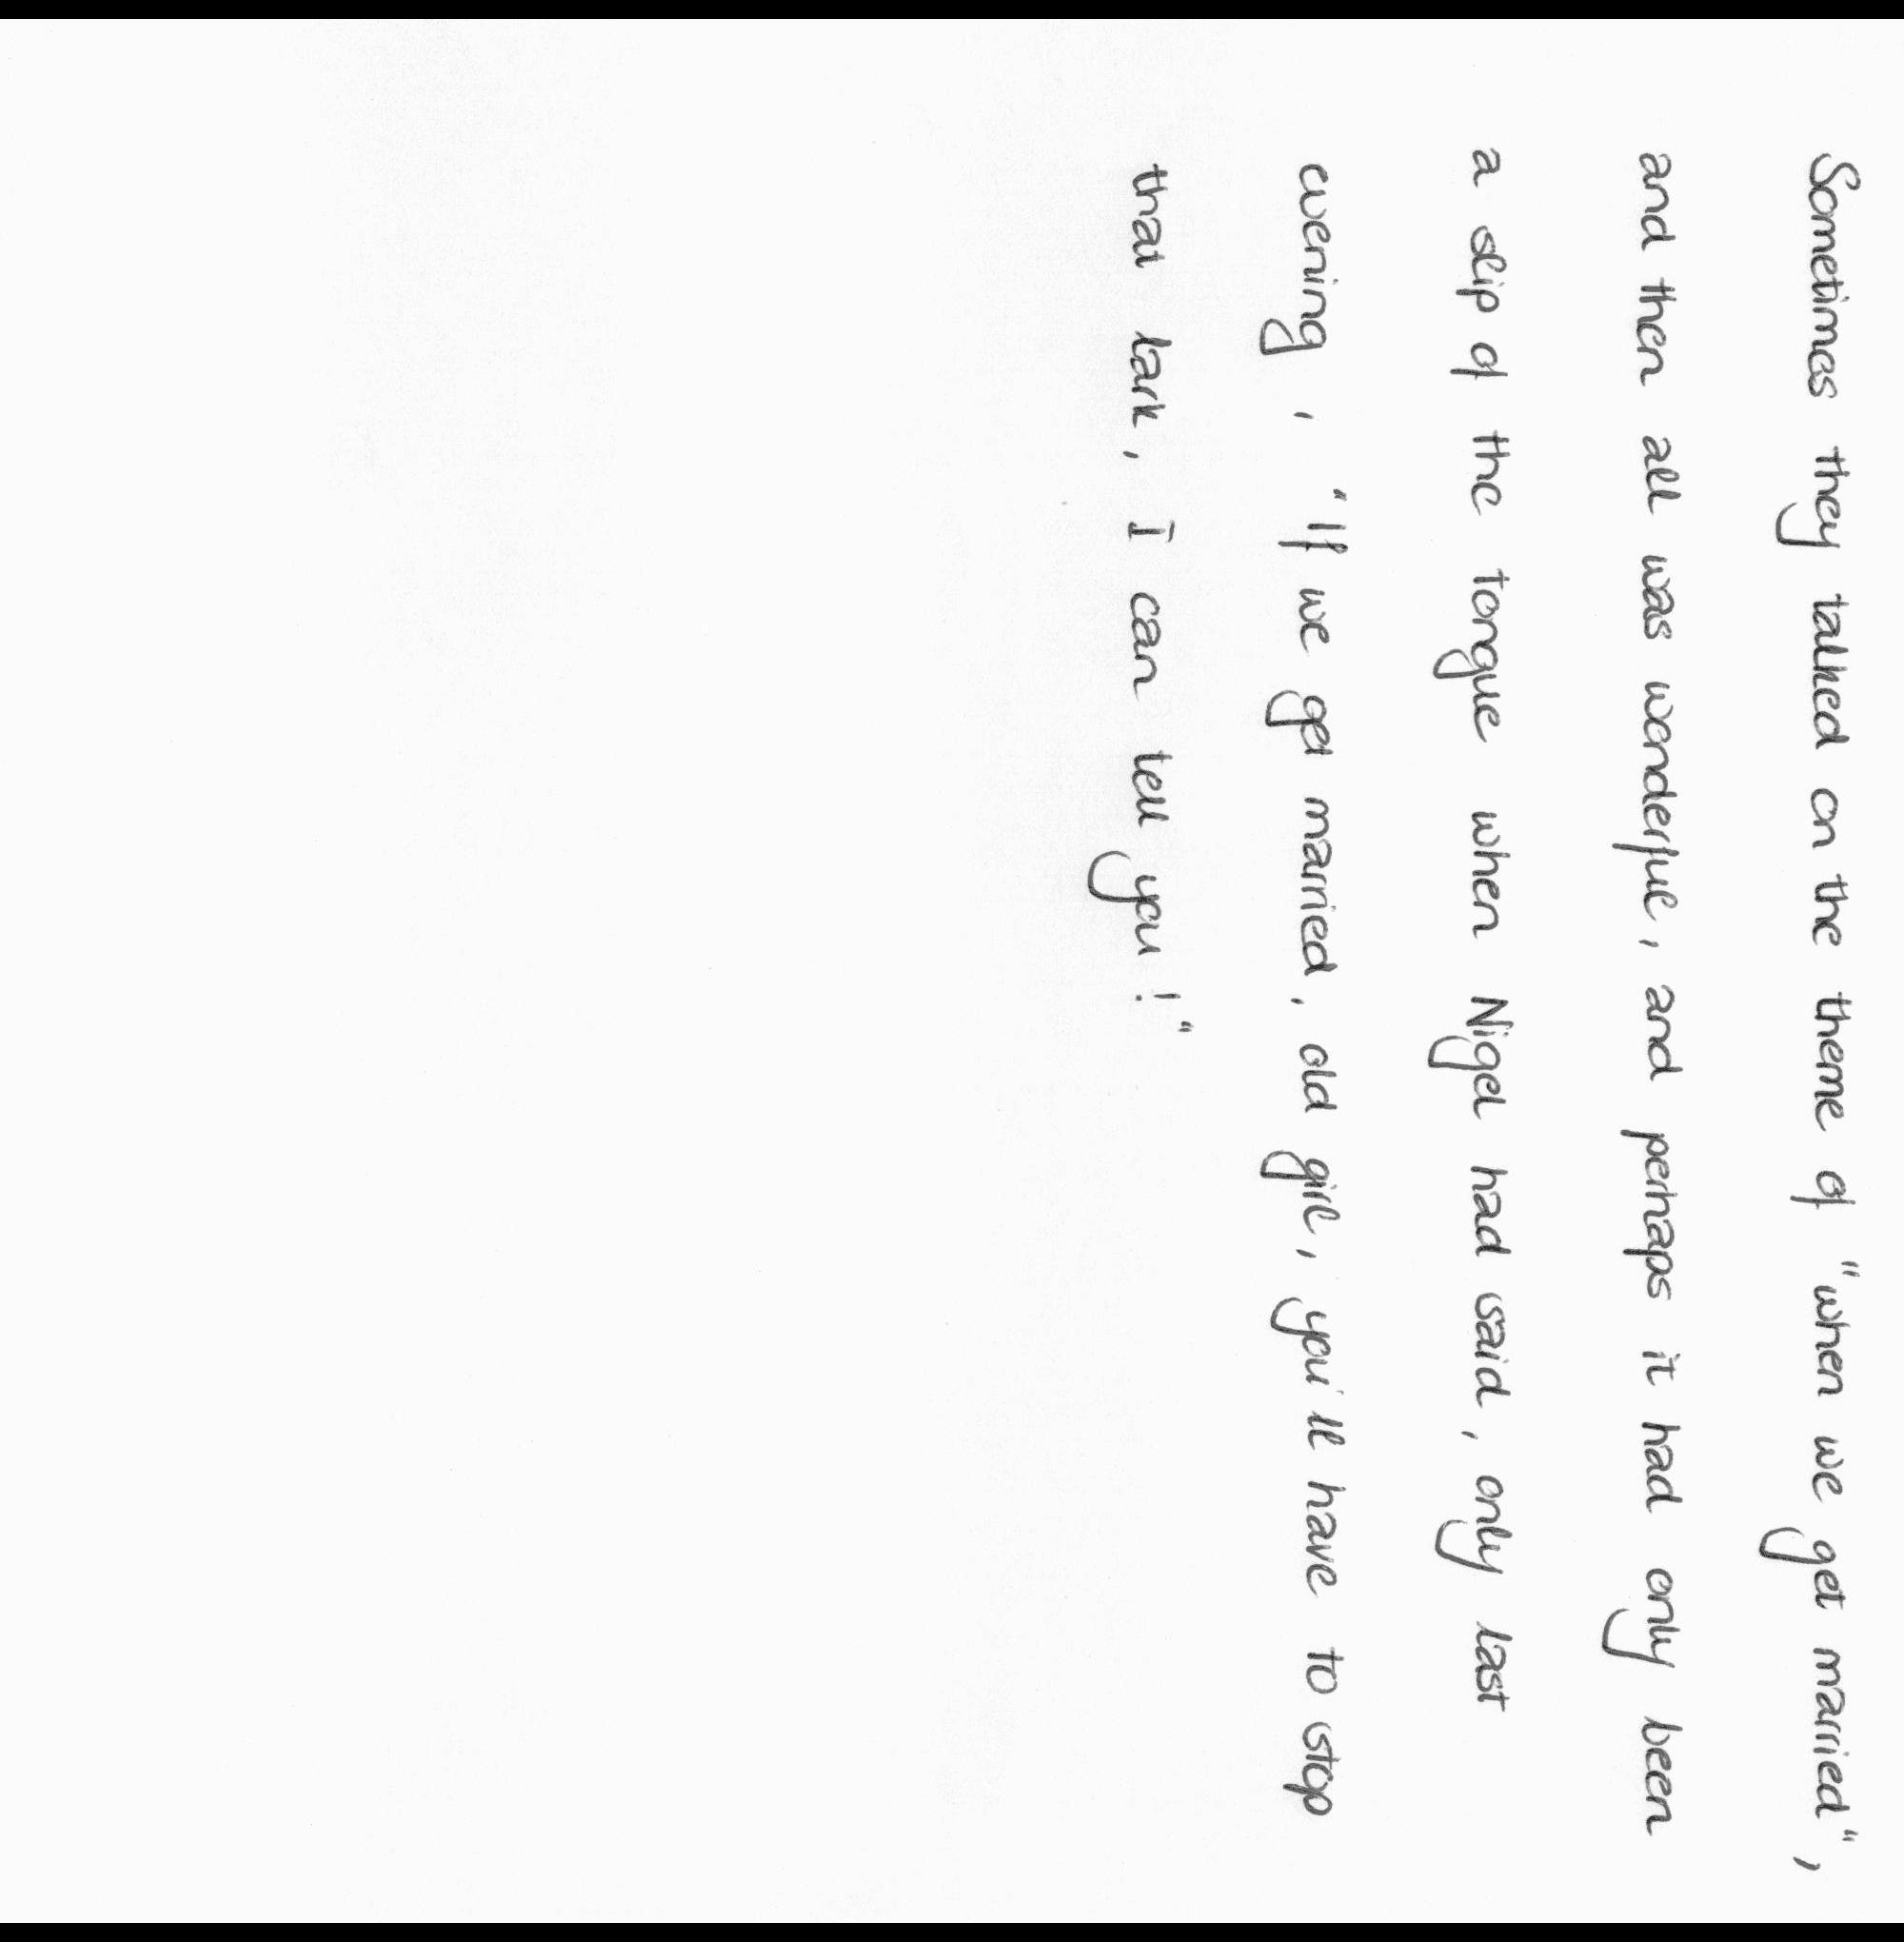 Sometimes they talked on the theme of "when we get married",
and then all was wonderful, and perhaps it had only been
a slip of the tongue when Nigel had said, only last
evening, "If we get married, old girl, you'll have to stop
that lark, I can tell you!"